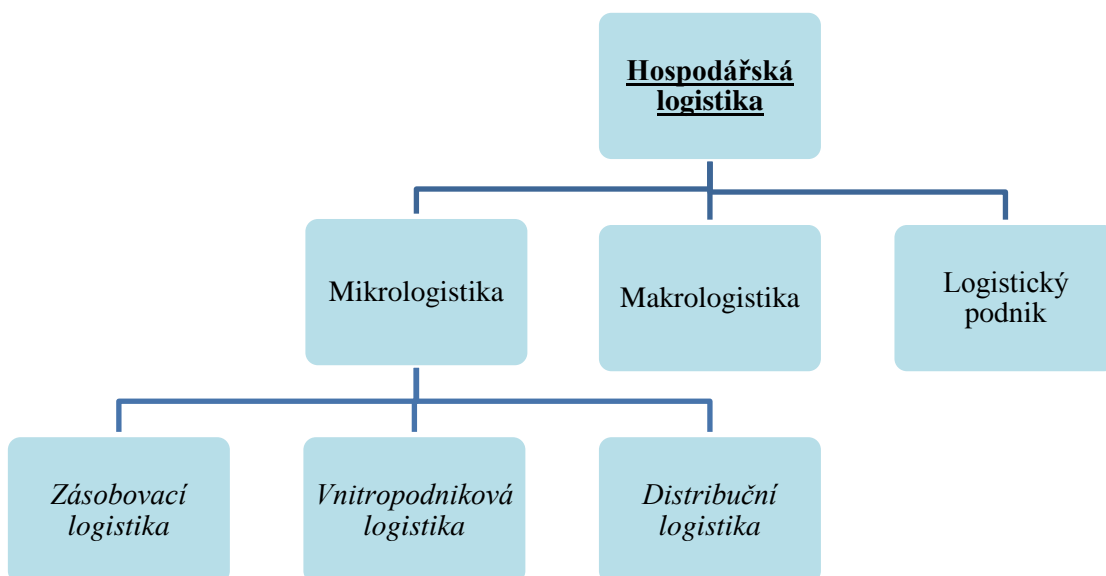 Hospodářská
logistika
Mikrologistika
Makrologistika
Logistický
podnik
Zásobovací
logistika
Vnitropodniková
logistika
Distribuční
logistika